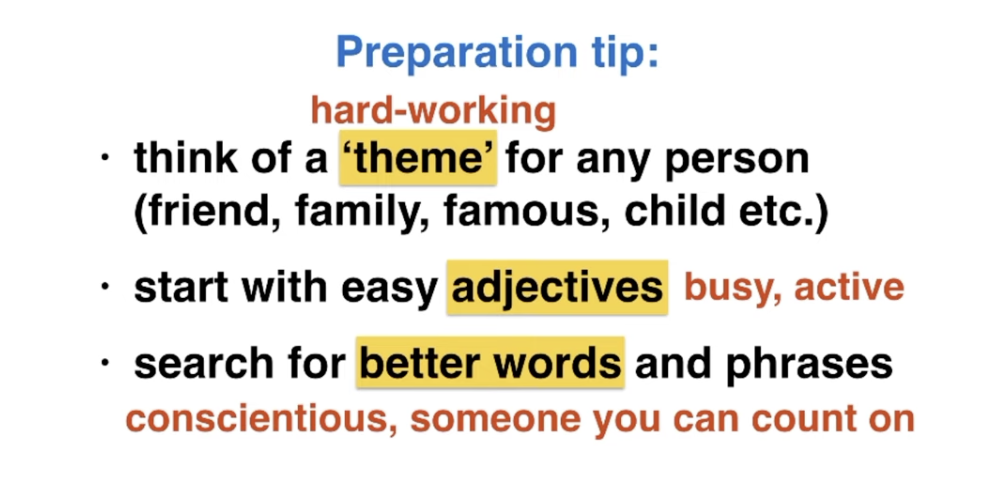 Preparation tip:
hard-working
· think of a ‘theme’ for any person
(friend, family, famous, child etc.)
· start with easy adjectives busy, active
· search for better words and phrases
conscientious, someone you can count on